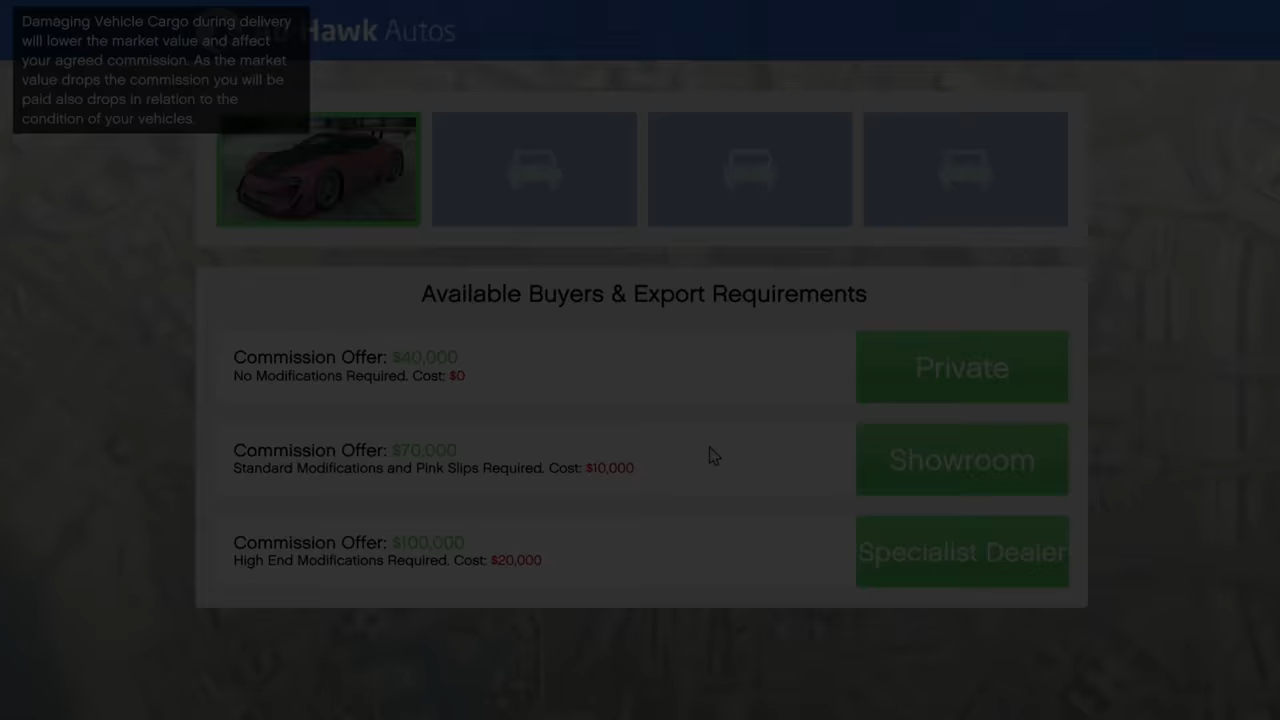 Damaging Vehicle Cargo during delivery
will lower the market value and affect
your agreed commission. As the market
value drops the commission you will be
paid also drops in relation to the
condition of your vehicles.
Hawk Autos
Available Buyers & Export Requirements
Commission Offer: $40,000
No Modifications Required. Cost: $0
Private
Commission Offer: $70,000
Standard Modifications and Pink Slips Required. Cost: $10,000
Showroom
Commission Offer: $100,000
High End Modifications Required. Cost: $20,000
Specialist Dealer